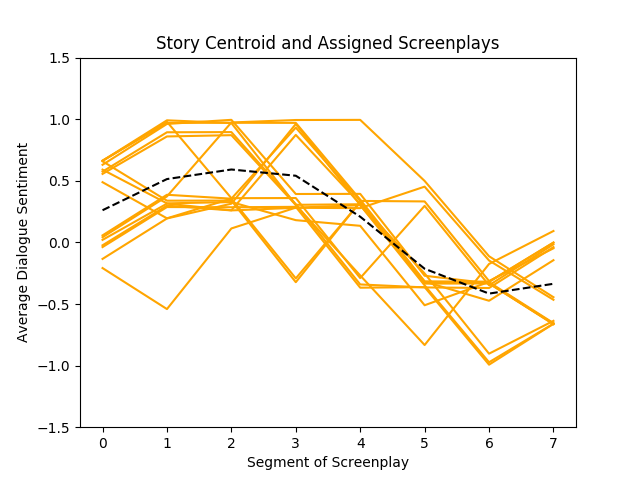 Story Centroid and Assigned Screenplays
1.5
1.0
0.5
0.0
−0.5
−1.0
−1.5
Average Dialogue Sentiment
0 1 2 3 4 5 6 7
Segment of Screenplay